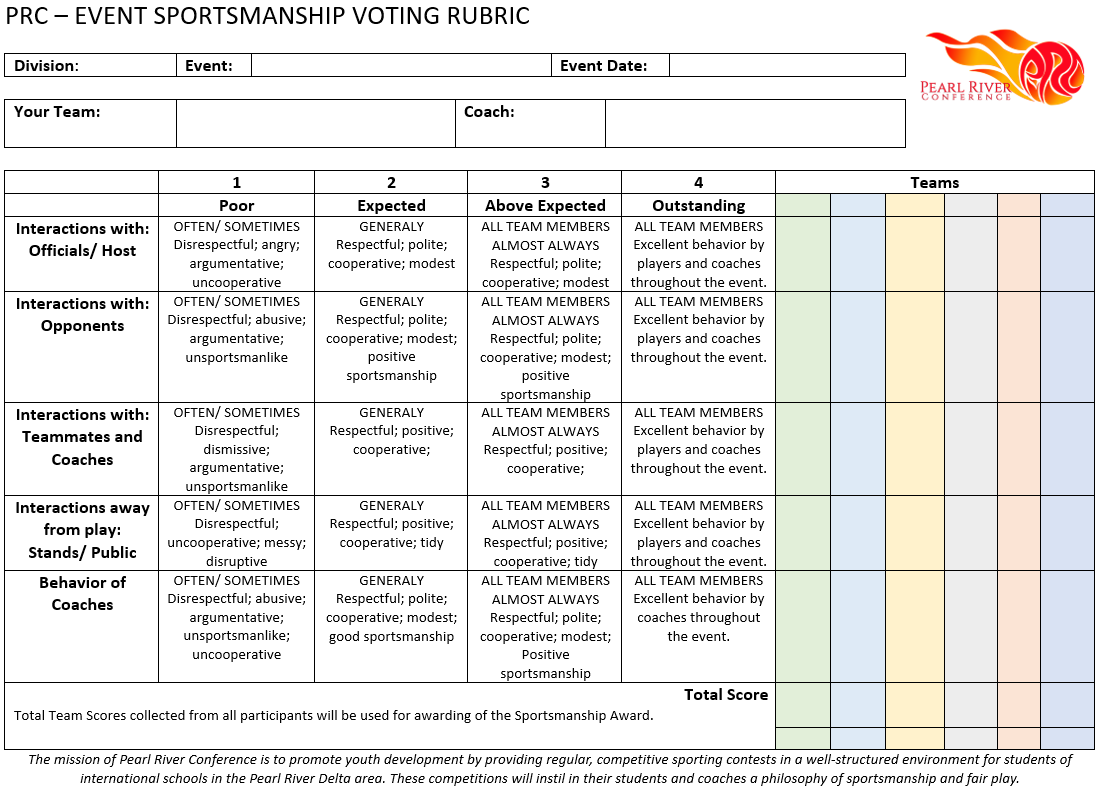 PRC – EVENT SPORTSMANSHIP VOTING RUBRIC
PEARL RIVER
CONFERENCE
PRC
Division:
Event:
Event Date:
Your Team:
Coach:
1
2
3
4
Teams
Poor
Expected
Above Expected
Outstanding
Interactions with:
Officials/ Host
OFTEN/ SOMETIMES
Disrespectful; angry;
argumentative;
uncooperative
GENERALY
Respectful; polite;
cooperative; modest
ALL TEAM MEMBERS
ALMOST ALWAYS
Respectful; polite;
cooperative; modest
ALL TEAM MEMBERS
Excellent behavior by
players and coaches
throughout the event.
Interactions with:
Opponents
OFTEN/ SOMETIMES
Disrespectful; abusive;
argumentative;
unsportsmanlike
GENERALY
Respectful; polite;
cooperative; modest;
positive
sportsmanship
ALL TEAM MEMBERS
ALMOST ALWAYS
Respectful; polite;
cooperative; modest;
positive
sportsmanship
ALL TEAM MEMBERS
Excellent behavior by
players and coaches
throughout the event.
Interactions with:
Teammates and
Coaches
OFTEN/ SOMETIMES
Disrespectful;
dismissive;
argumentative;
unsportsmanlike
GENERALY
Respectful; positive;
cooperative;
ALL TEAM MEMBERS
ALMOST ALWAYS
Respectful; positive;
cooperative;
ALL TEAM MEMBERS
Excellent behavior by
players and coaches
throughout the event.
Interactions away
from play:
Stands/ Public
OFTEN/ SOMETIMES
Disrespectful;
uncooperative; messy;
disruptive
GENERALY
Respectful; positive;
cooperative; tidy
ALL TEAM MEMBERS
ALMOST ALWAYS
Respectful; positive;
cooperative; tidy
ALL TEAM MEMBERS
Excellent behavior by
players and coaches
throughout the event.
Behavior of
Coaches
OFTEN/ SOMETIMES
Disrespectful; abusive;
argumentative;
unsportsmanlike;
uncooperative
GENERALY
Respectful; polite;
cooperative; modest;
good sportsmanship
ALL TEAM MEMBERS
ALMOST ALWAYS
Respectful; polite;
cooperative; modest;
Positive
sportsmanship
ALL TEAM MEMBERS
Excellent behavior by
coaches throughout
the event.
Total Score
Total Team Scores collected from all participants will be used for awarding of the Sportsmanship Award.
The mission of Pearl River Conference is to promote youth development by providing regular, competitive sporting contests in a well-structured environment for students of
international schools in the Pearl River Delta area. These competitions will instil in their students and coaches a philosophy of sportsmanship and fair play.